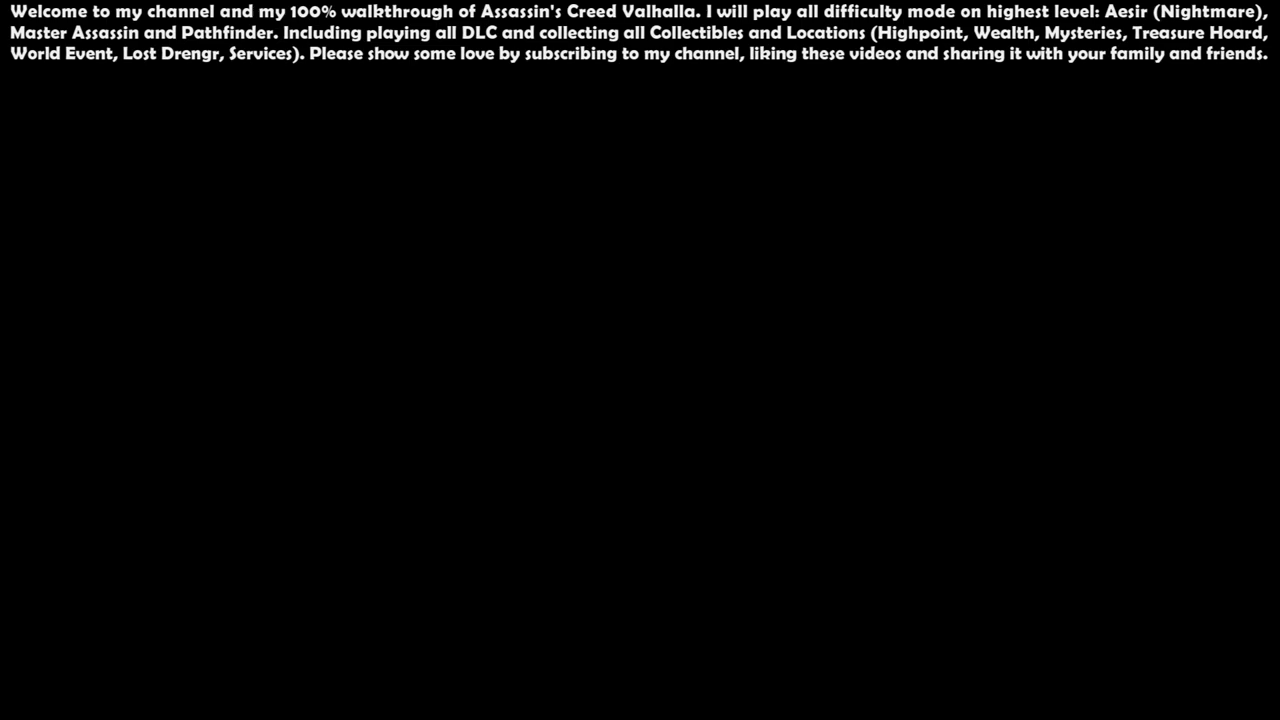 Welcome to my channel and my 100% walkthrough of Assassin's Creed Valhalla. I will play all difficulty mode on highest level: Aesir (Nightmare),
Master Assassin and Pathfinder. Including playing all DLC and collecting all Collectibles and Locations (Highpoint, Wealth, Mysteries, Treasure Hoard,
World Event, Lost Drengr, Services). Please show some love by subscribing to my channel, liking these videos and sharing it with your family and friends.